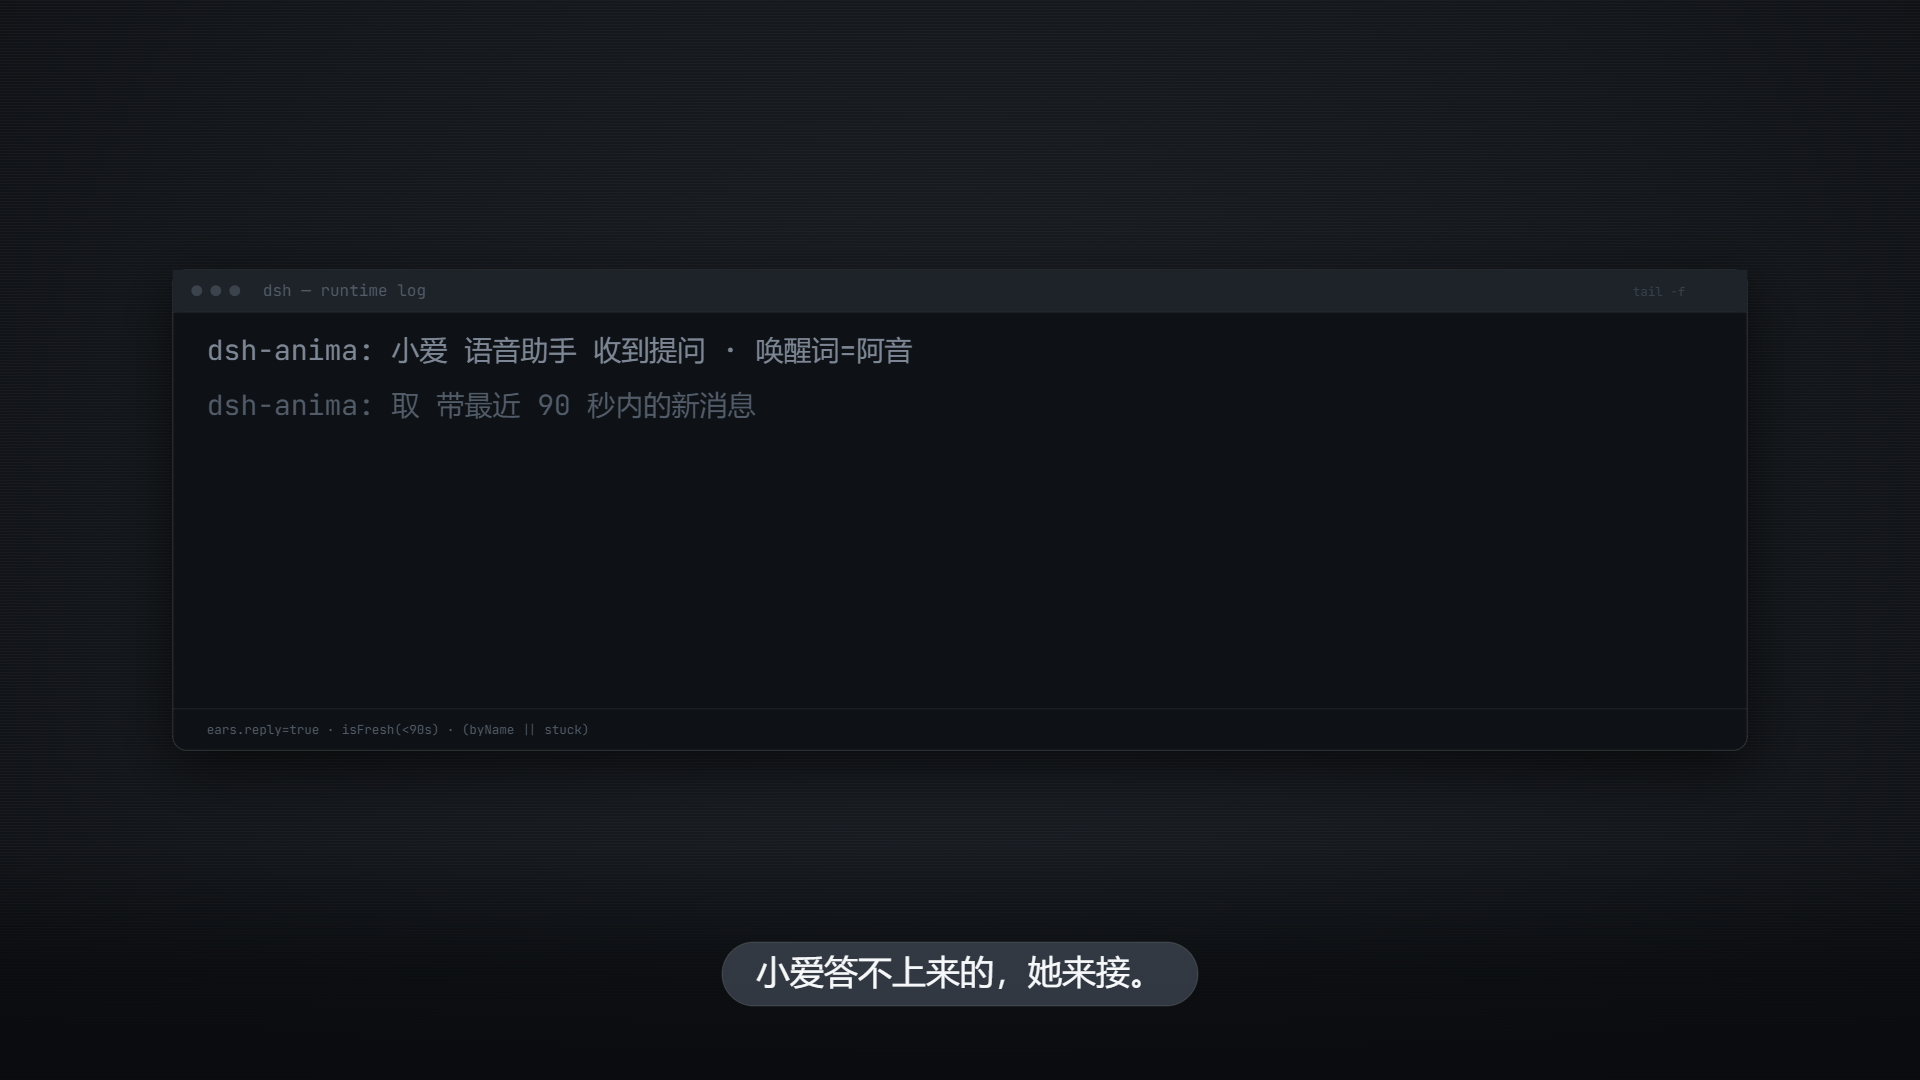 dsh — runtime log
tail -f
dsh-anima: 小爱 语音助手 收到提问 · 唤醒词=阿音
dsh-anima: 取 带最近 90 秒内的新消息
ears.reply=true · isFresh(<90s) · (byName || stuck)
小爱答不上来的，她来接。